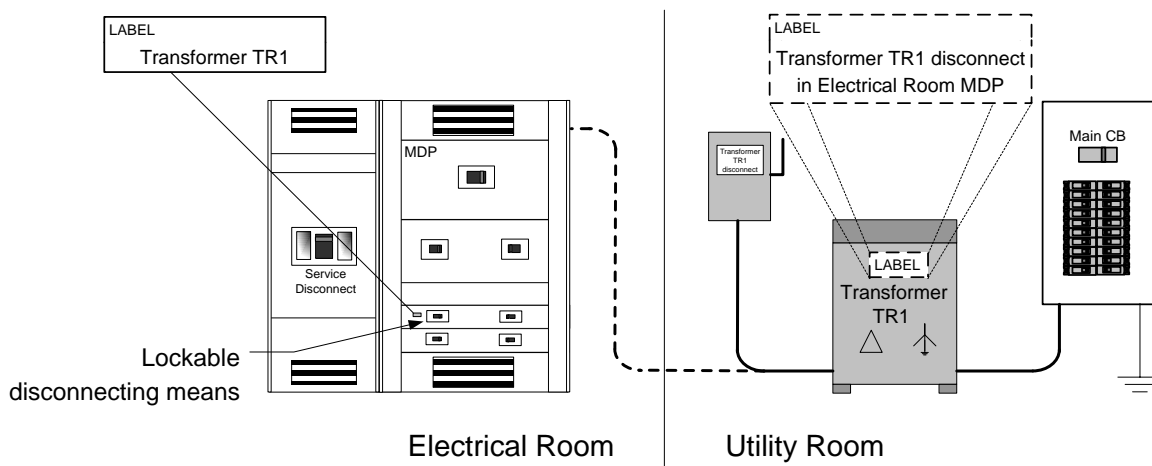 LABEL
Transformer TR1
LABEL
Transformer TR1 disconnect
in Electrical Room MDP
MDP
Service
Disconnect
Lockable
disconnecting means
Electrical Room
Transformer
TR1
disconnect
Main CB
LABEL
Transformer
TR1
Utility Room